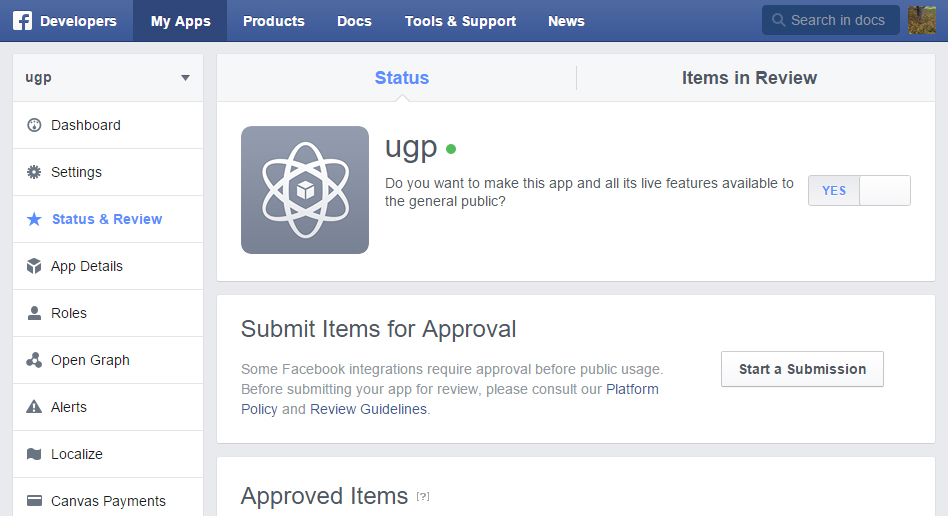 Developers
My Apps
Products
Docs
Tools & Support
News
Search in docs
ugp
Dashboard
Settings
Status & Review
App Details
Roles
Open Graph
Alerts
Localize
Canvas Payments
Status
Items in Review
ugp
Do you want to make this app and all its live features available to
the general public?
YES
Submit Items for Approval
Some Facebook integrations require approval before public usage.
Before submitting your app for review, please consult our Platform
Policy and Review Guidelines.
Start a Submission
Approved Items [?]